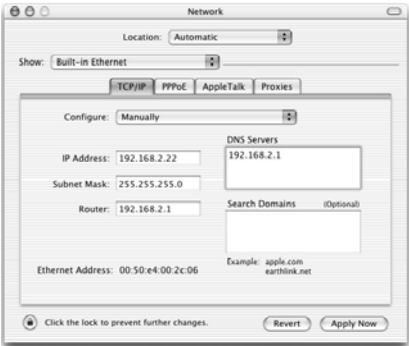 Network
Location: Automatic
Show: Built-in Ethernet
TCP/IP PPPoE AppleTalk Proxies
Configure: Manually
DNS Servers
IP Address: 192.168.2.22 192.168.2.1
Subnet Mask: 255.255.255.0
Router: 192.168.2.1 Search Domains (Optional)
Example: apple.com
Ethernet Address: 00:50:e4:00:2c:06 earthlink.net
Click the lock to prevent further changes. Revert Apply Now